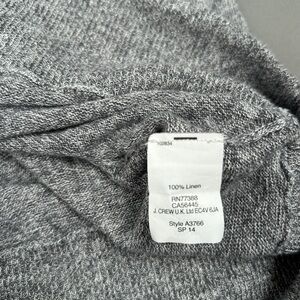 100% Linen
RN77388
CA56445
J. CREW U.K. Ltd EC4V 6JA
Style A3766
SP 14